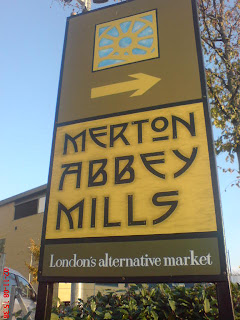 MERTON
ABBEY
MILLS
London's alternative market